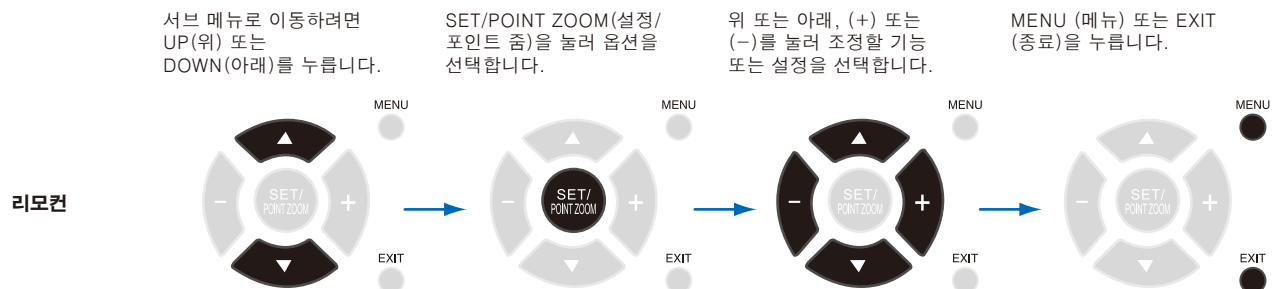 서브 메뉴로 이동하려면
UP(위) 또는
DOWN(아래)를 누릅니다.
SET/POINT ZOOM(설정/
포인트 줌)을 눌러 옵션을
선택합니다.
위 또는 아래, (+) 또는
(-)를 눌러 조정할 기능
또는 설정을 선택합니다.
MENU (메뉴) 또는 EXIT
(종료)을 누릅니다.
리모컨
MENU
-
SET/
POINT ZOOM
+
EXIT
MENU
-
SET/
POINT ZOOM
+
EXIT
MENU
-
SET/
POINT ZOOM
+
EXIT
MENU
-
SET/
POINT ZOOM
+
EXIT